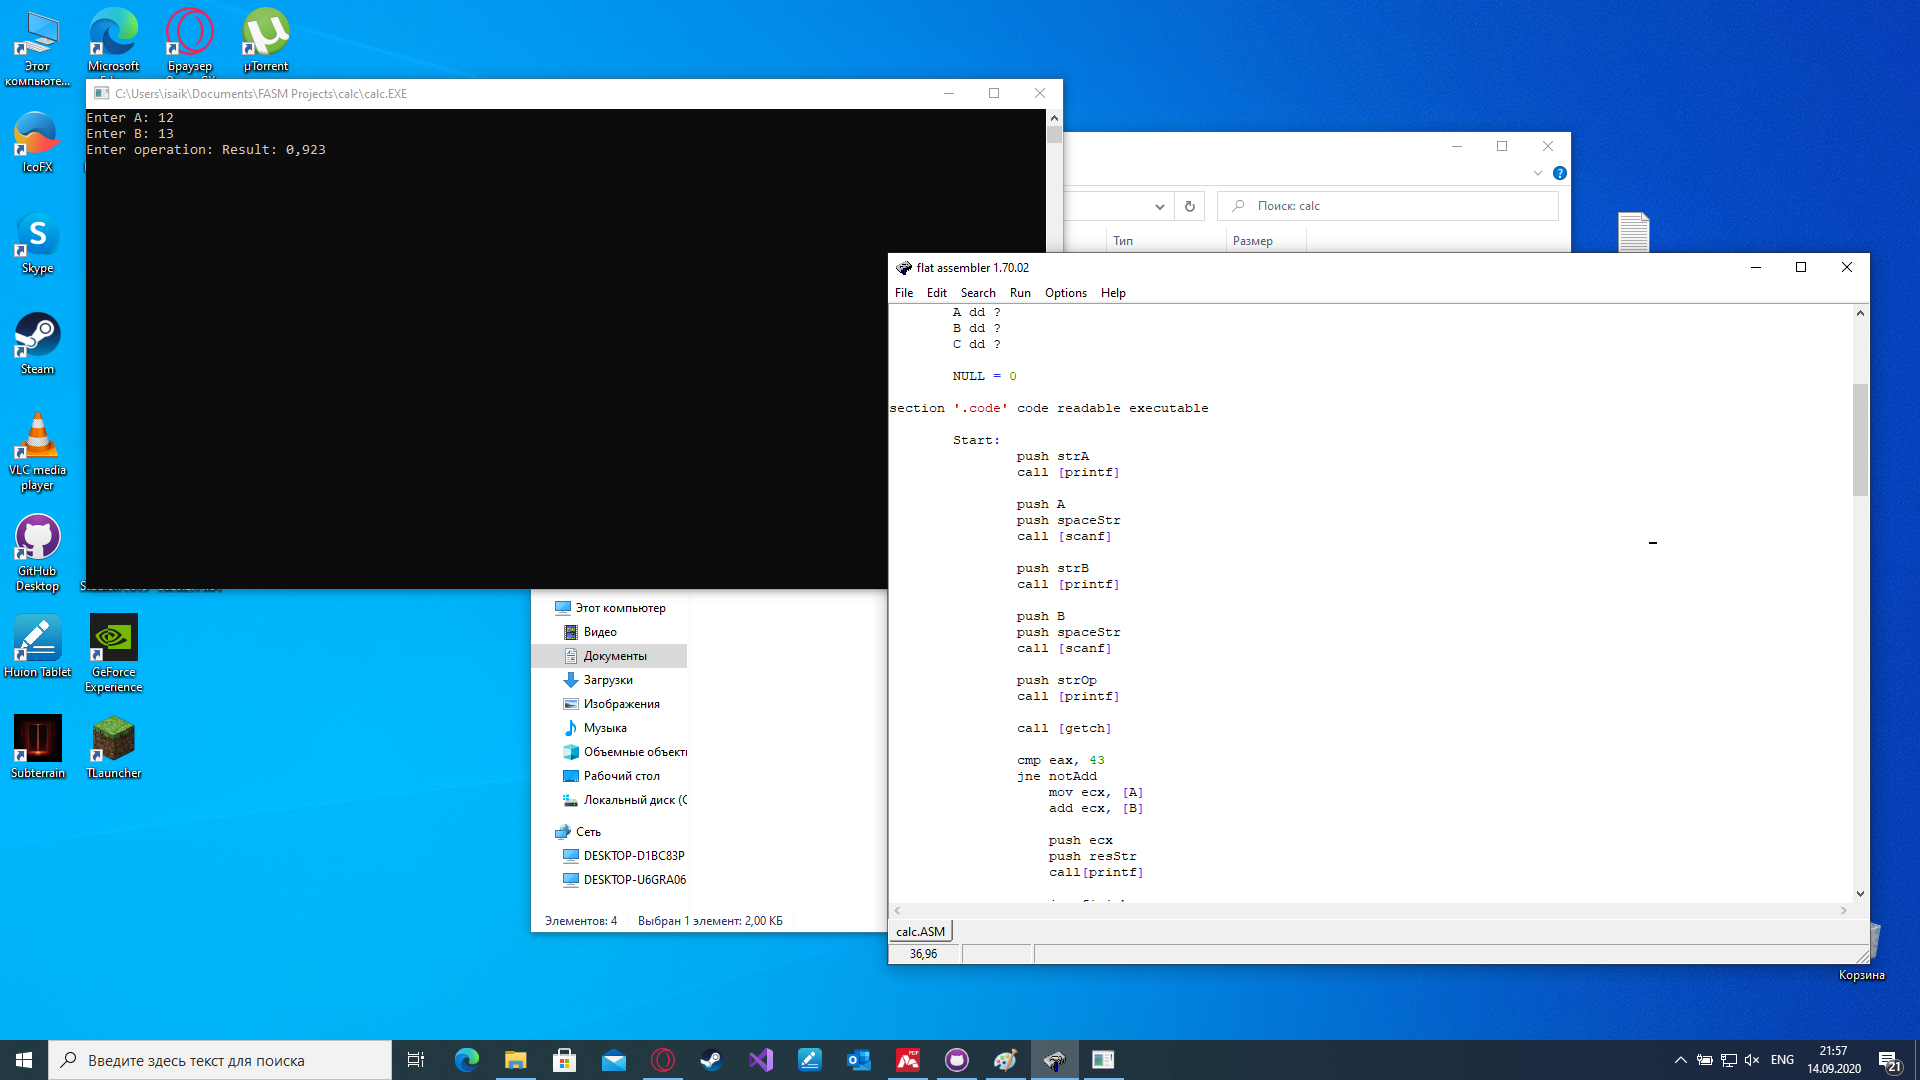 Этот компьюте...
Microsoft
Браузер
µTorrent
IcoFX
Skype
Steam
VLC media player
GitHub Desktop
Huion Tablet
GeForce Experience
Subterrain
TLauncher
C:\Users\isaik\Documents\FASM Projects\calc\calc.EXE
Enter A: 12
Enter B: 13
Enter operation: Result: 0,923
Поиск: calc
Тип
Размер
Этот компьютер
Видео
Документы
Загрузки
Изображения
Музыка
Объемные объекты
Рабочий стол
Локальный диск (C
Сеть
DESKTOP-D1BC83P
DESKTOP-U6GRA06
Элементов: 4
Выбран 1 элемент: 2,00 КБ
flat assembler 1.70.02
File Edit Search Run Options Help
A dd ?
B dd ?
C dd ?
NULL = 0
section '.code' code readable executable
Start:
push strA
call [printf]
push A
push spaceStr
call [scanf]
push strB
call [printf]
push B
push spaceStr
call [scanf]
push strOp
call [printf]
call [getch]
cmp eax, 43
jne notAdd
mov ecx, [A]
add ecx, [B]
push ecx
push resStr
call[printf]
calc.ASM
36,96
Корзина
Введите здесь текст для поиска
PDF
ENG
21:57
14.09.2020
21